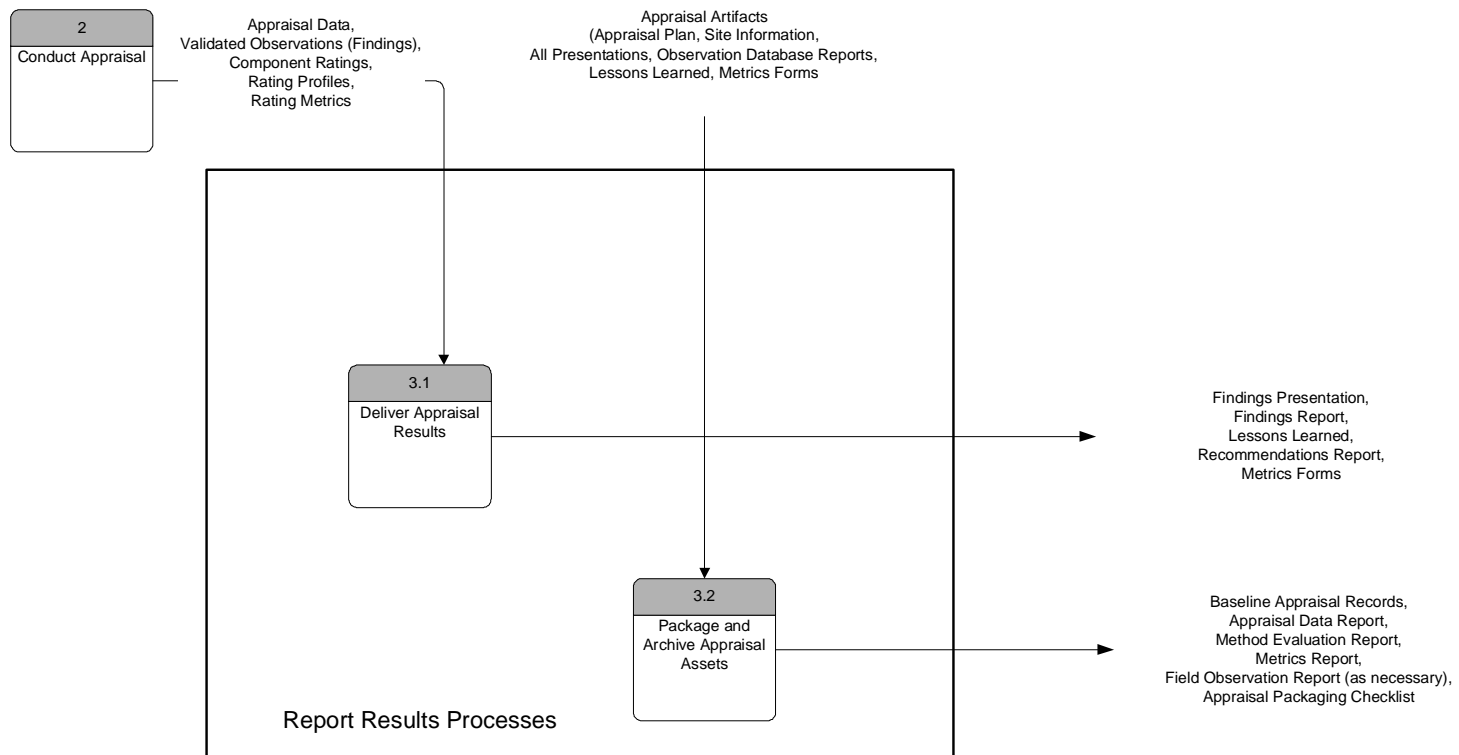 2
Conduct Appraisal
Appraisal Data,
Validated Observations (Findings),
Component Ratings,
Rating Profiles,
Rating Metrics
Appraisal Artifacts
(Appraisal Plan, Site Information,
All Presentations, Observation Database Reports,
Lessons Learned, Metrics Forms
3.1
Deliver Appraisal
Results
Findings Presentation,
Findings Report,
Lessons Learned,
Recommendations Report,
Metrics Forms
3.2
Package and
Archive Appraisal
Assets
Baseline Appraisal Records,
Appraisal Data Report,
Method Evaluation Report,
Metrics Report,
Field Observation Report (as necessary),
Appraisal Packaging Checklist
Report Results Processes